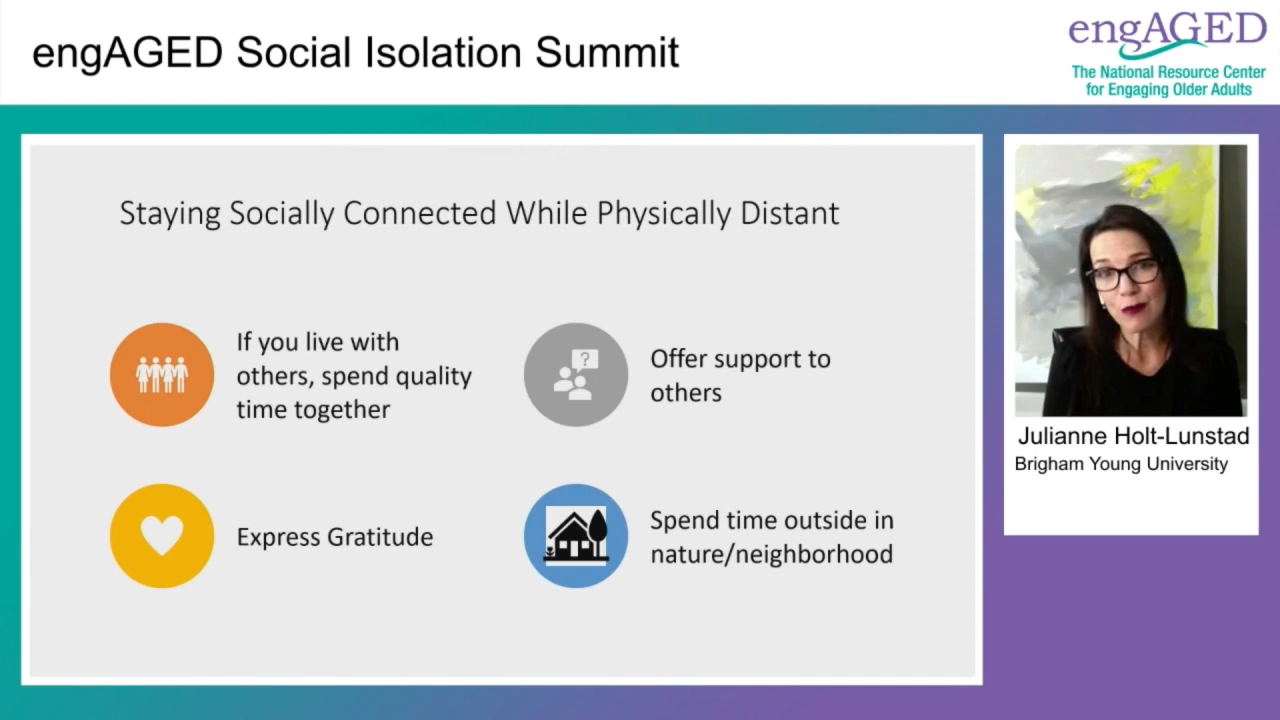 engAGED Social Isolation Summit
engAGED
The National Resource Center
for Engaging Older Adults
Staying Socially Connected While Physically Distant
If you live with
others, spend quality
time together
?
Offer support to
others
Express Gratitude
Spend time outside in
nature/neighborhood
Julianne Holt-Lunstad
Brigham Young University